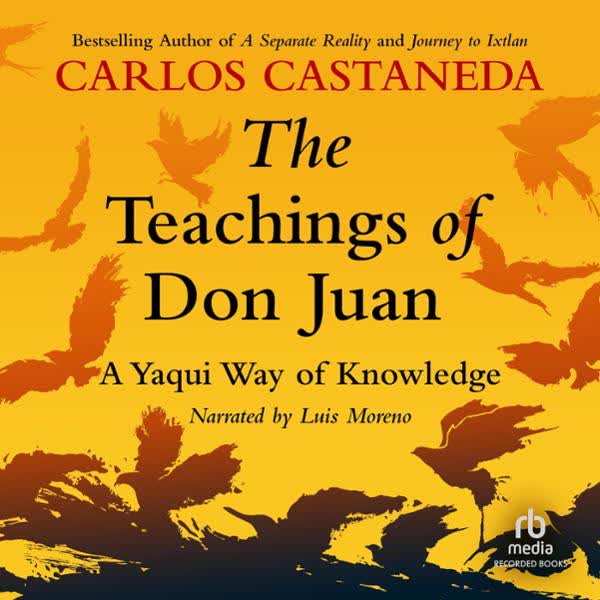 Bestselling Author of A Separate Reality and Journey to Ixtlan
CARLOS CASTANEDA
The
Teachings of
Don Juan
A Yaqui Way of Knowledge
Narrated by Luis Moreno
rb
media
RECORDED BOOKS